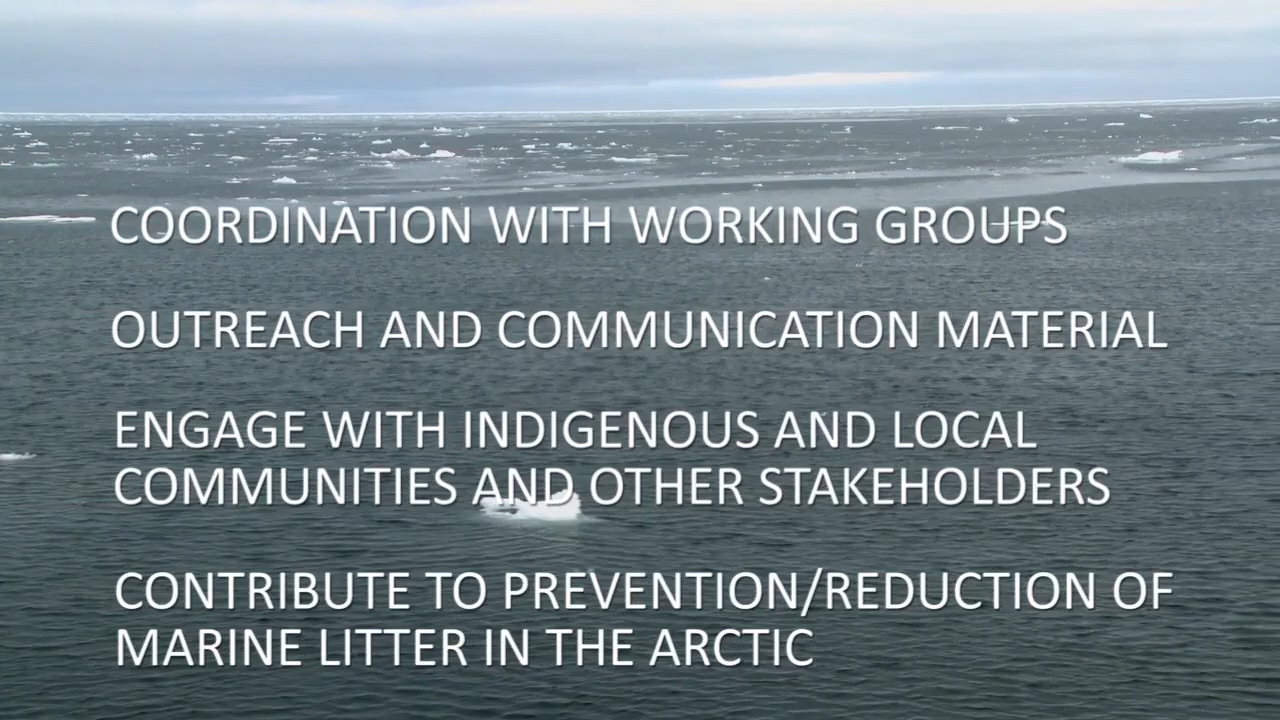 COORDINATION WITH WORKING GROUPS
OUTREACH AND COMMUNICATION MATERIAL
ENGAGE WITH INDIGENOUS AND LOCAL
COMMUNITIES AND OTHER STAKEHOLDERS
CONTRIBUTE TO PREVENTION/REDUCTION OF
MARINE LITTER IN THE ARCTIC